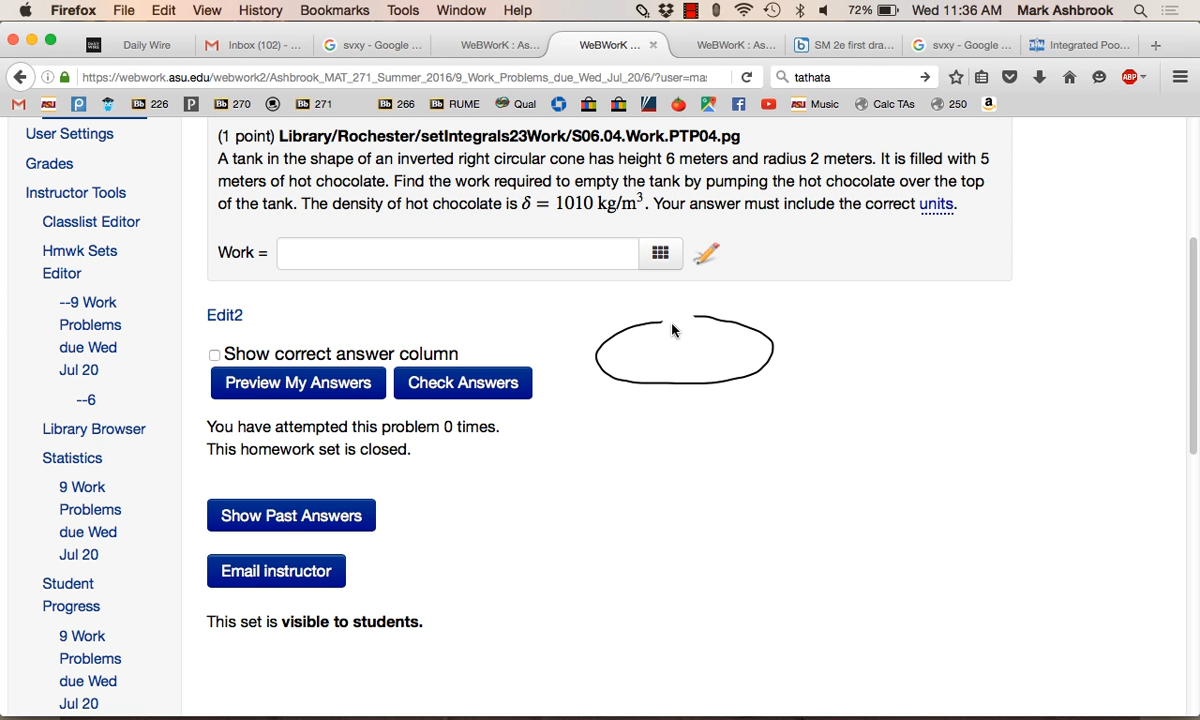 Firefox File Edit View History Bookmarks Tools Window Help 72% Wed 11:36 AM Mark Ashbrook
Daily Wire Inbox (102) - ... svxy - Google ... WeBWorK : As... WeBWorK ... WeBWorK : As... SM 2e first dra... svxy - Google ... Integrated Poo...
https://webwork.asu.edu/webwork2/Ashbrook_MAT_271_Summer_2016/9_Work_Problems_due_Wed_Jul_20/6/?user=ma tathata ABP
ASU Bb 226 Bb 270 Bb 271 Bb 266 Bb RUME Qual ASU Music Calc TAs 250
User Settings
Grades
Instructor Tools
Classlist Editor
Hmwk Sets
Editor
--9 Work
Problems
due Wed
Jul 20
--6
Library Browser
Statistics
9 Work
Problems
due Wed
Jul 20
Student
Progress
9 Work
Problems
due Wed
Jul 20
(1 point) Library/Rochester/setIntegrals23Work/S06.04.Work.PTP04.pg
A tank in the shape of an inverted right circular cone has height 6 meters and radius 2 meters. It is filled with 5
meters of hot chocolate. Find the work required to empty the tank by pumping the hot chocolate over the top
of the tank. The density of hot chocolate is δ = 1010 kg/m³. Your answer must include the correct units.
Work =
Edit2
Show correct answer column
Preview My Answers Check Answers
You have attempted this problem 0 times.
This homework set is closed.
Show Past Answers
Email instructor
This set is visible to students.